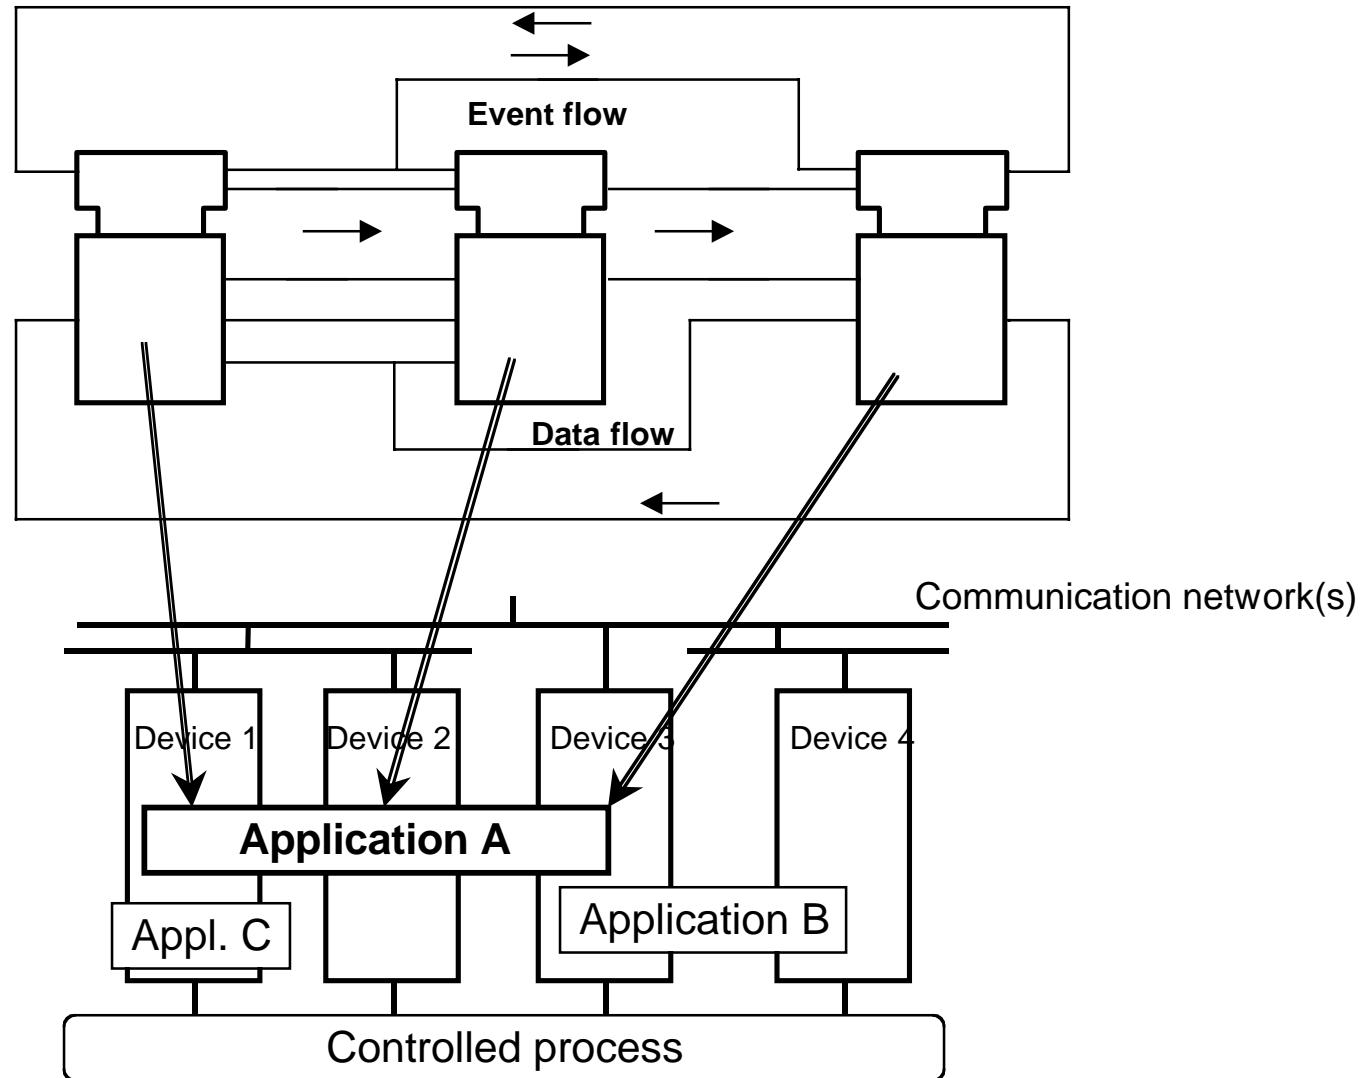 Event flow
Data flow
Communication network(s)
Device 1
Device 2
Device 3
Device 4
Application A
Application B
Appl. C
Controlled process